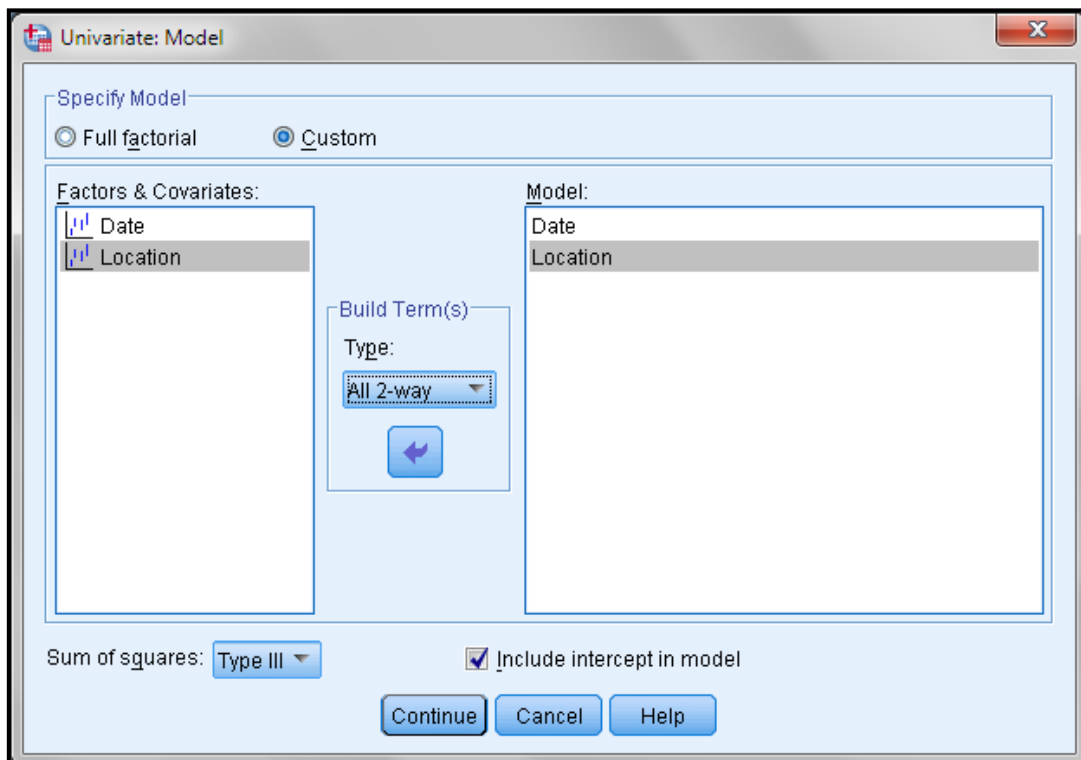 Univariate: Model
Specify Model
Full factorial
Custom
Factors & Covariates:
Date
Location
Build Term(s)
Type:
All 2-way
Model:
Date
Location
Sum of squares: Type III
Include intercept in model
Continue
Cancel
Help